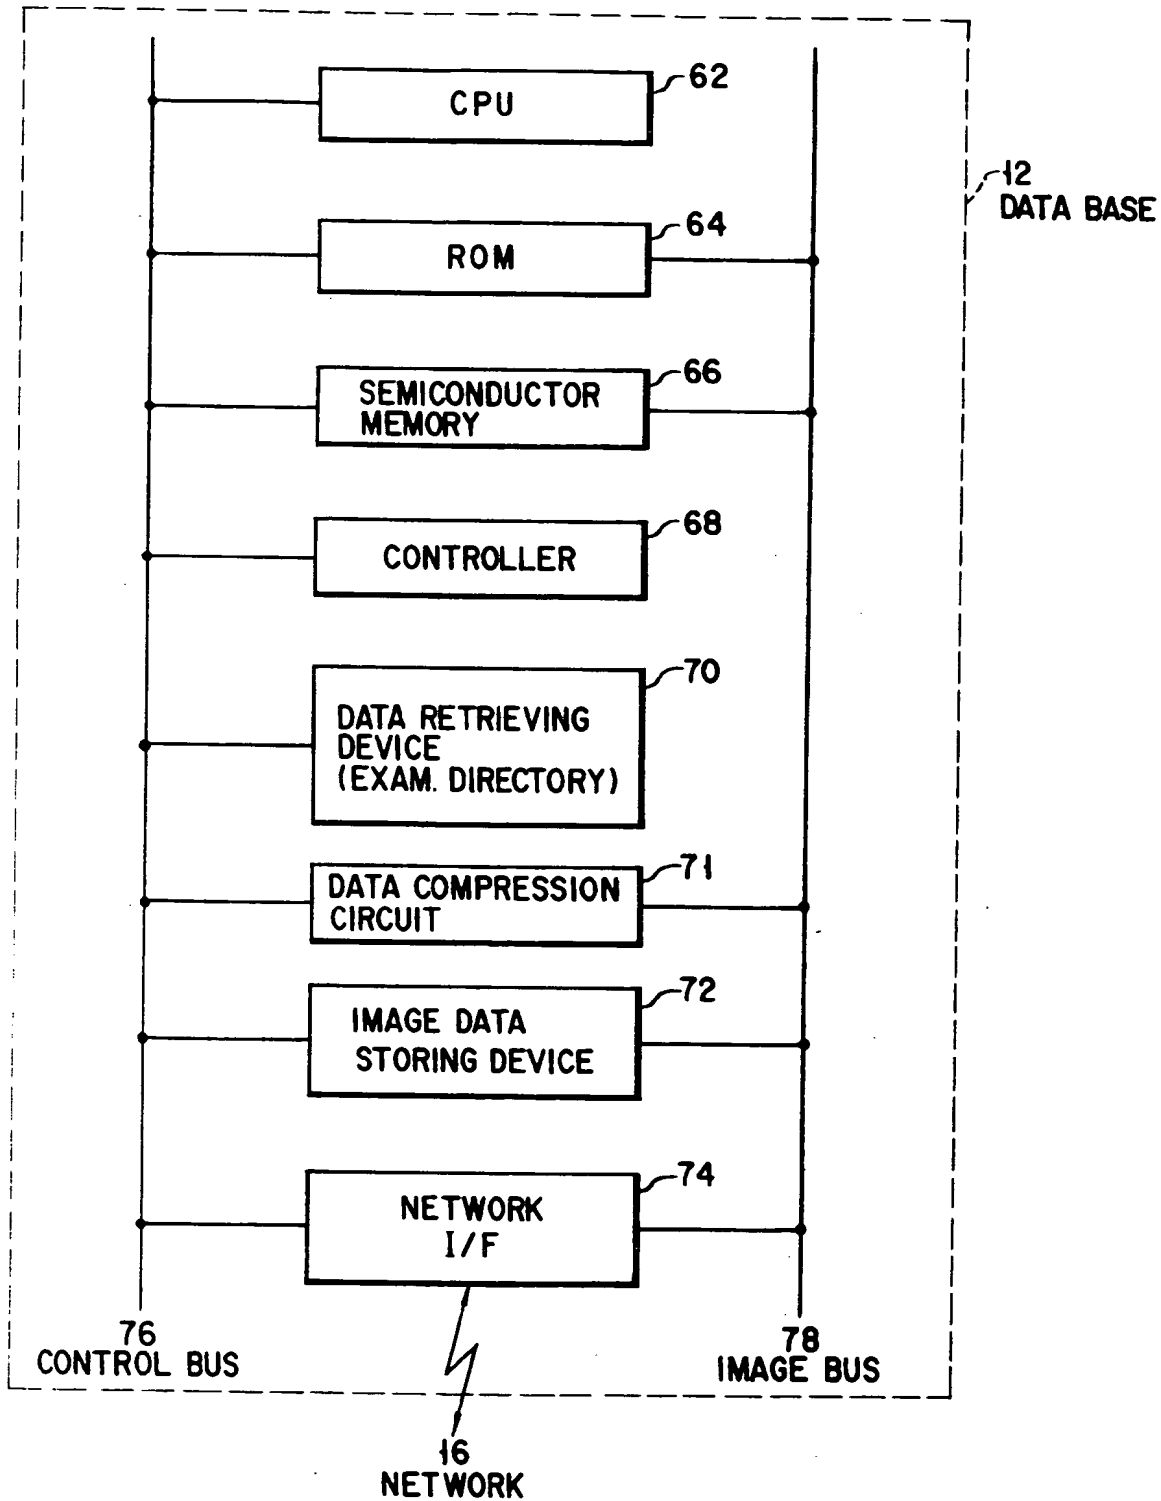 62
CPU
12
DATA BASE
64
ROM
66
SEMICONDUCTOR
MEMORY
68
CONTROLLER
70
DATA RETRIEVING
DEVICE
(EXAM. DIRECTORY)
71
DATA COMPRESSION
CIRCUIT
72
IMAGE DATA
STORING DEVICE
74
NETWORK
I/F
76
CONTROL BUS
78
IMAGE BUS
16
NETWORK